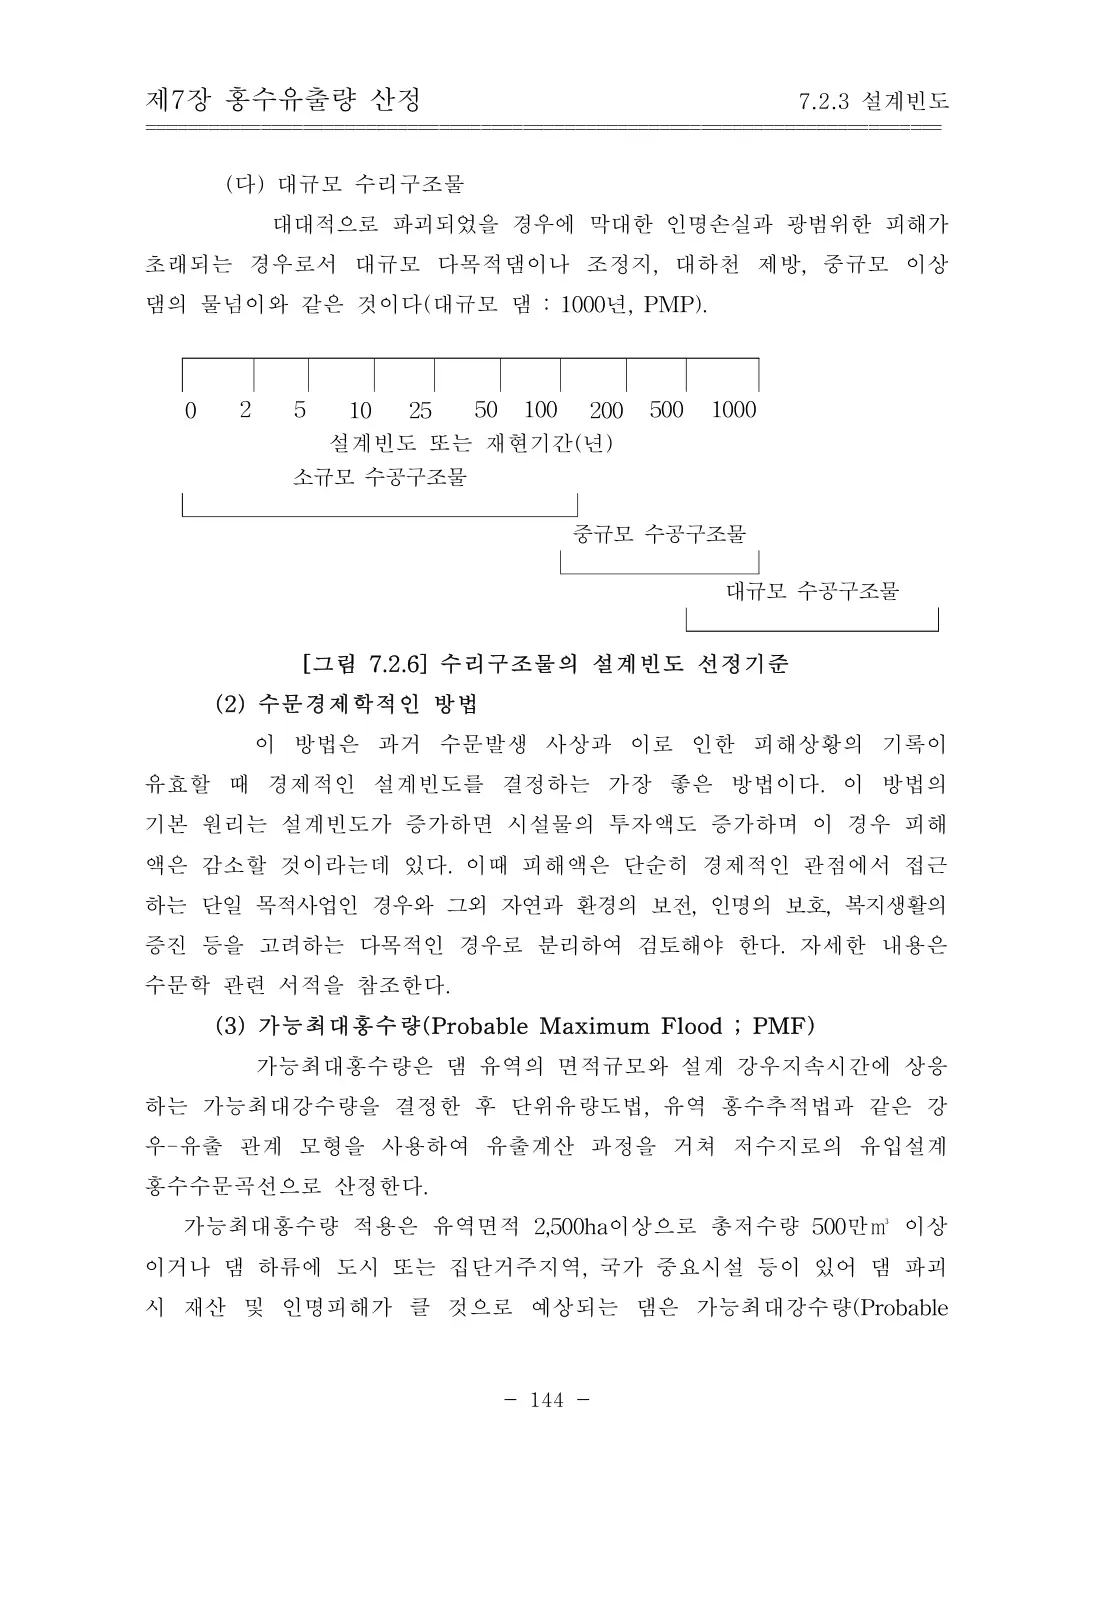 제7장 홍수유출량 산정 7.2.3 설계빈도
(다) 대규모 수리구조물
대대적으로 파괴되었을 경우에 막대한 인명손실과 광범위한 피해가
초래되는 경우로서 대규모 다목적댐이나 조정지, 대하천 제방, 중규모 이상
댐의 물넘이와 같은 것이다(대규모 댐 : 1000년, PMP).
0 2 5 10 25 50 100 200 500 1000
설계빈도 또는 재현기간(년)
소규모 수공구조물
중규모 수공구조물
대규모 수공구조물
[그림 7.2.6] 수리구조물의 설계빈도 선정기준
(2) 수문경제학적인 방법
이 방법은 과거 수문발생 사상과 이로 인한 피해상황의 기록이
유효할 때 경제적인 설계빈도를 결정하는 가장 좋은 방법이다. 이 방법의
기본 원리는 설계빈도가 증가하면 시설물의 투자액도 증가하며 이 경우 피해
액은 감소할 것이라는데 있다. 이때 피해액은 단순히 경제적인 관점에서 접근
하는 단일 목적사업인 경우와 그외 자연과 환경의 보전, 인명의 보호, 복지생활의
증진 등을 고려하는 다목적인 경우로 분리하여 검토해야 한다. 자세한 내용은
수문학 관련 서적을 참조한다.
(3) 가능최대홍수량(Probable Maximum Flood ; PMF)
가능최대홍수량은 댐 유역의 면적규모와 설계 강우지속시간에 상응
하는 가능최대강수량을 결정한 후 단위유량도법, 유역 홍수추적법과 같은 강
우-유출 관계 모형을 사용하여 유출계산 과정을 거쳐 저수지로의 유입설계
홍수수문곡선으로 산정한다.
가능최대홍수량 적용은 유역면적 2,500ha이상으로 총저수량 500만㎥ 이상
이거나 댐 하류에 도시 또는 집단거주지역, 국가 중요시설 등이 있어 댐 파괴
시 재산 및 인명피해가 클 것으로 예상되는 댐은 가능최대강수량(Probable
- 144 -